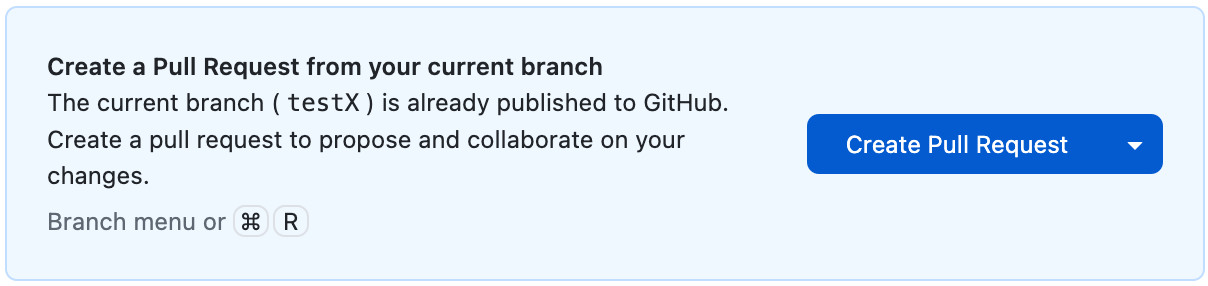 Create a Pull Request from your current branch
The current branch ( testX ) is already published to GitHub.
Create a pull request to propose and collaborate on your
changes.
Branch menu or ⌘ R
Create Pull Request